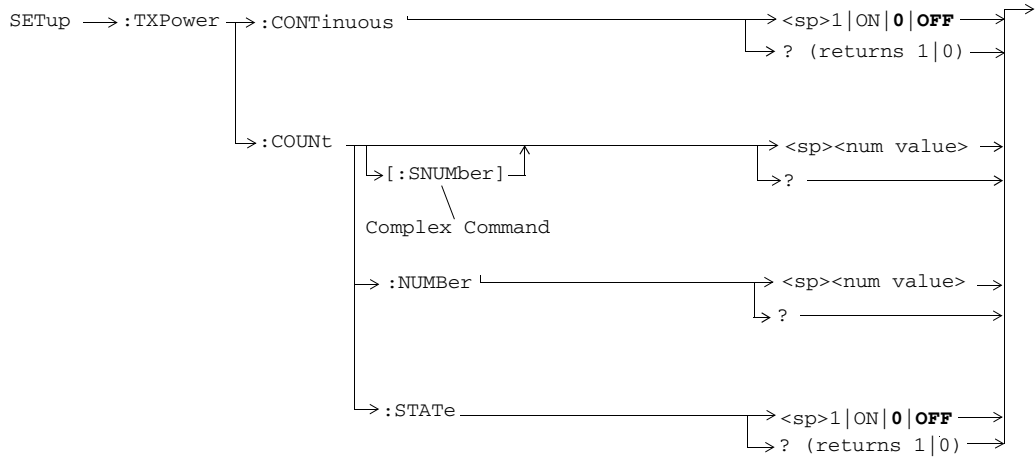 SETup :TXPower :CONTinuous <sp>1|ON|0|OFF
? (returns 1|0)
:COUNt <sp><num value>
[:SNUMber] ?
Complex Command
:NUMBer <sp><num value>
?
:STATe <sp>1|ON|0|OFF
? (returns 1|0)